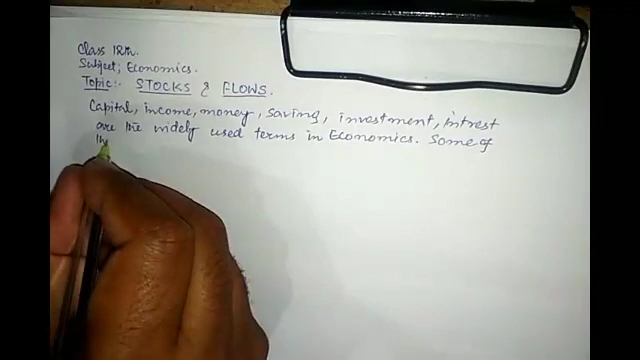 Class 12th.
Subject; Economics.
Topic:- STOCKS & FLOWS.
Capital, income, money, saving, investment, intrest
are the widely used terms in Economics. Some of